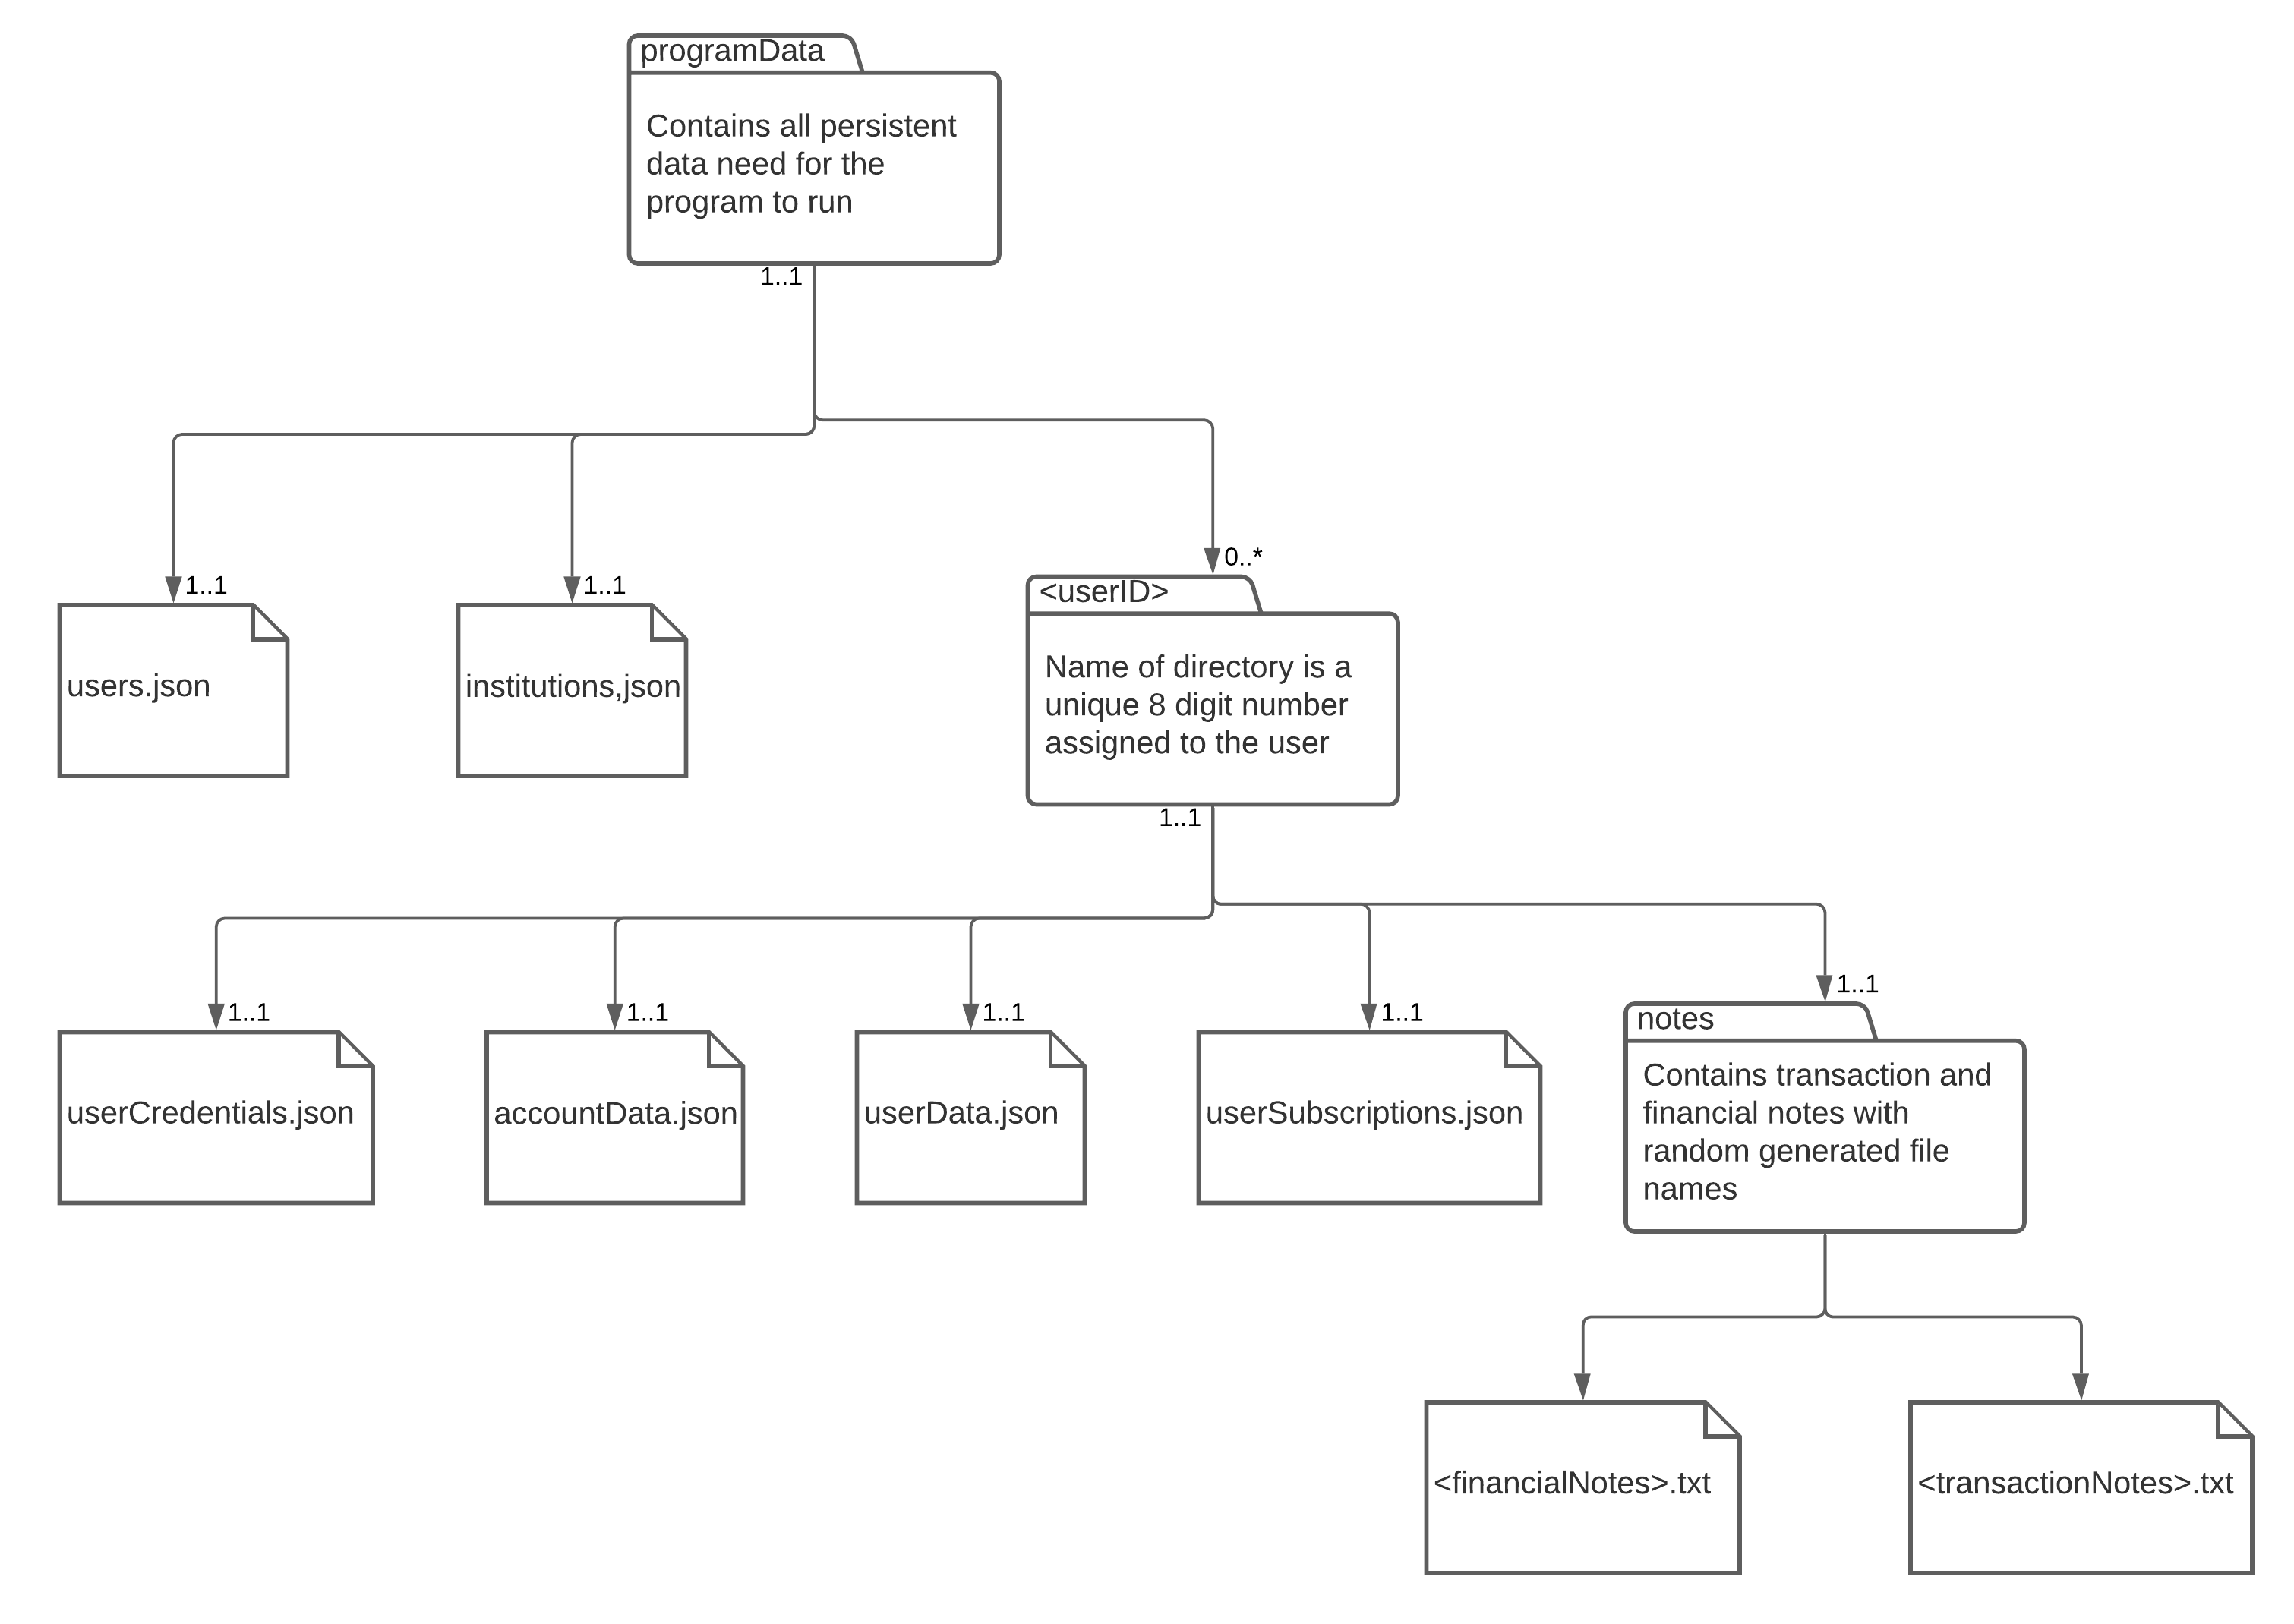 programData
Contains all persistent
data need for the
program to run
1..1
0..*
1..1
1..1
<userID>
users.json
institutions,json
Name of directory is a
unique 8 digit number
assigned to the user
1..1
1..1
1..1
1..1
1..1
1..1
notes
userCredentials.json
accountData.json
userData.json
userSubscriptions.json
Contains transaction and
financial notes with
random generated file
names
<financialNotes>.txt
<transactionNotes>.txt